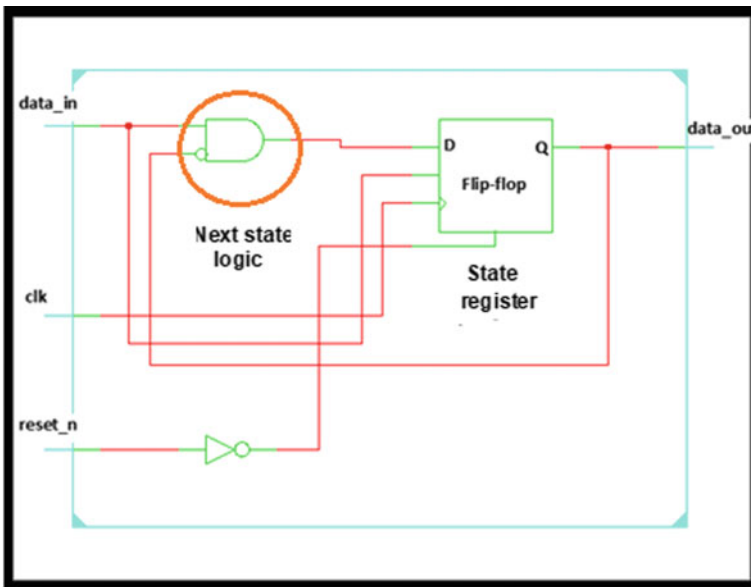 data_in
D
Q
data_ou
Flip-flop
Next state
logic
State
register
clk
reset_n